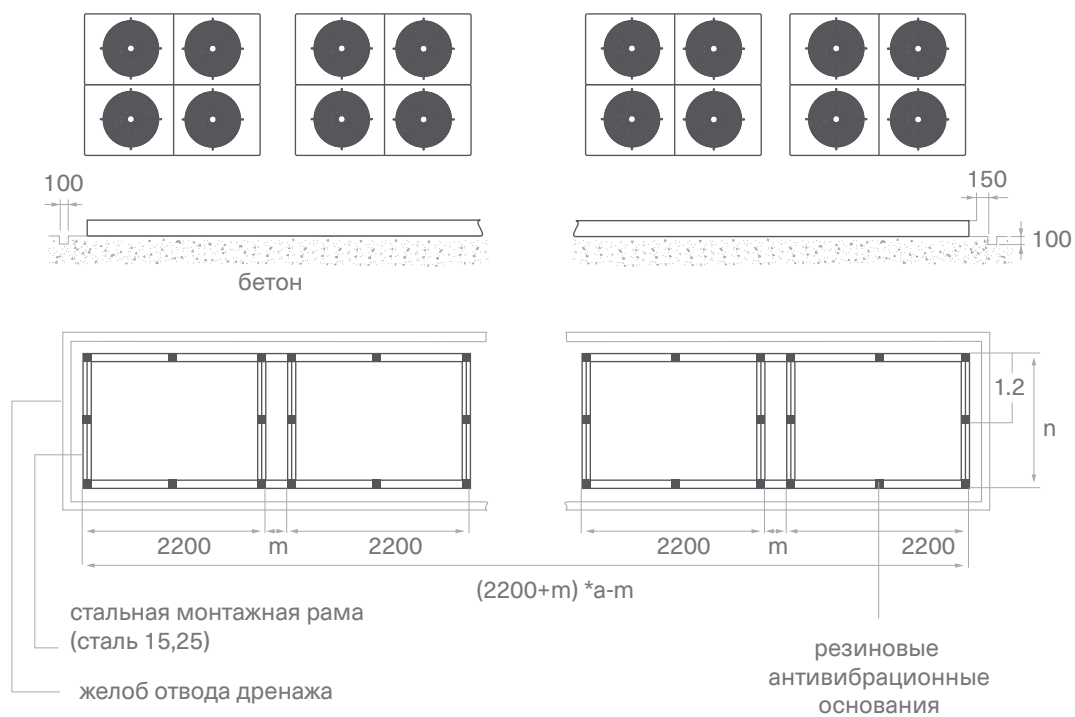 100
150
100
бетон
1.2
n
2200
m
2200
2200
m
2200
(2200+m) *a-m
стальная монтажная рама
(сталь 15,25)
желоб отвода дренажа
резиновые
антивибрационные
основания